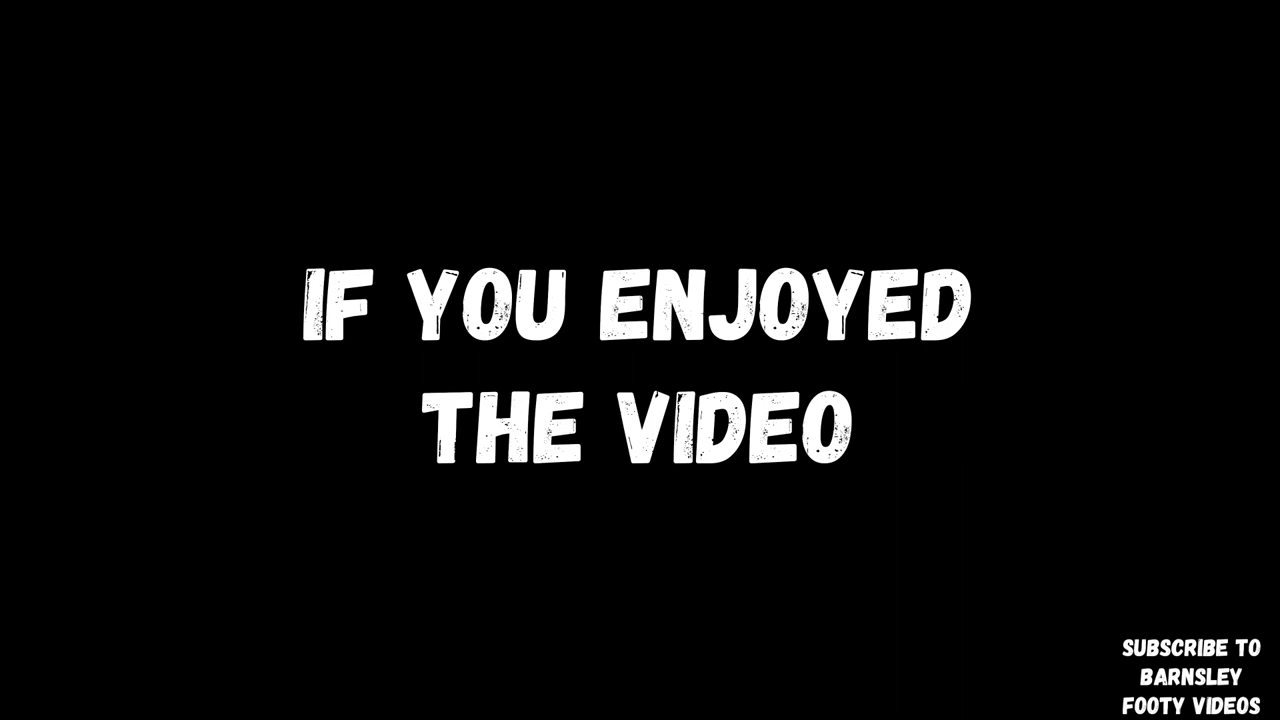 IF YOU ENJOYED
THE VIDEO
SUBSCRIBE TO
BARNSLEY
FOOTY VIDEOS